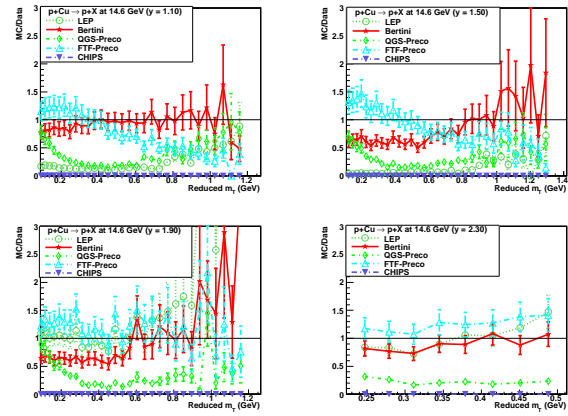 p+Cu → p+X at 14.6 GeV (y = 1.10)
LEP
Bertini
QGS-Preco
FTF-Preco
CHIPS
MC/Data
3
2.5
2
1.5
1
0.5
0
0.2 0.4 0.6 0.8 1 1.2
Reduced m_T (GeV)
p+Cu → p+X at 14.6 GeV (y = 1.50)
LEP
Bertini
QGS-Preco
FTF-Preco
CHIPS
MC/Data
3
2.5
2
1.5
1
0.5
0
0.2 0.4 0.6 0.8 1 1.2 1.4
Reduced m_T (GeV)
p+Cu → p+X at 14.6 GeV (y = 1.90)
LEP
Bertini
QGS-Preco
FTF-Preco
CHIPS
MC/Data
3
2.5
2
1.5
1
0.5
0
0.2 0.4 0.6 0.8 1 1.2
Reduced m_T (GeV)
p+Cu → p+X at 14.6 GeV (y = 2.30)
LEP
Bertini
QGS-Preco
FTF-Preco
CHIPS
MC/Data
3
2.5
2
1.5
1
0.5
0
0.25 0.3 0.35 0.4 0.45 0.5
Reduced m_T (GeV)